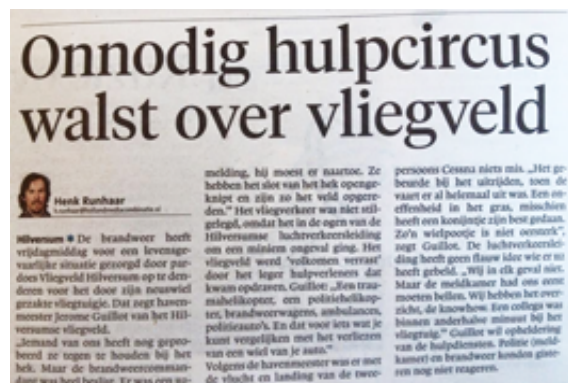 Onnodig hulpcircus
walst over vliegveld
Henk Runhaar
Hilversum • De brandweer heeft
vrijdagmiddag voor een levensge-
vaarlijke situatie gezorgd door par-
does Vliegveld Hilversum op te den-
deren voor het door zijn neuswiel
gezakte vliegtuigje. Dat zegt haven-
meester Jerome Guillot van het Hil-
versumse vliegveld.
„Iemand van ons heeft nog gepro-
beerd ze tegen te houden bij het
hek. Maar de brandweercomman-
dant was heel beslist. Er was een
melding, hij moest er naartoe. Ze
hebben het slot van het hek openge-
knipt en zijn zo het veld opgere-
den.” Het vliegverkeer was niet stil-
gelegd, omdat het in de ogen van de
Hilversumse luchtverkeersleiding
om een miniem ongeval ging. Het
vliegveld werd 'volkomen verrast'
door het leger hulpverleners dat
kwam opdraven, Guillot: „Een trau-
mahelikopter, een politiehelikop-
ter, brandweerwagens, ambulances,
politieauto's. En dat voor iets wat je
kunt vergelijken met het verliezen
van een wiel van je auto.”
Volgens de havenmeester was er met
de vlucht en landing van de twee-
persoons Cessna niets mis. „Het ge-
beurde bij het uitrijden, toen de
vaart er al helemaal uit was. Een on-
effenheid in het gras, misschien
heeft een konijntje zijn best gedaan.
Zo'n wielpootje is niet oersterk”,
zegt Guillot. De luchtverkeerslei-
ding heeft geen flauw idee wie er nu
heeft gebeld. „Wij in elk geval niet.
Maar de meldkamer had ons eerst
moeten bellen. Wij hebben het over-
zicht, de knowhow. Een collega was
binnen anderhalve minuut bij het
vliegtuig.” Guillot wil opheldering
van de hulpdiensten. Politie (meld-
kamer) en brandweer konden giste-
ren nog niet reageren.